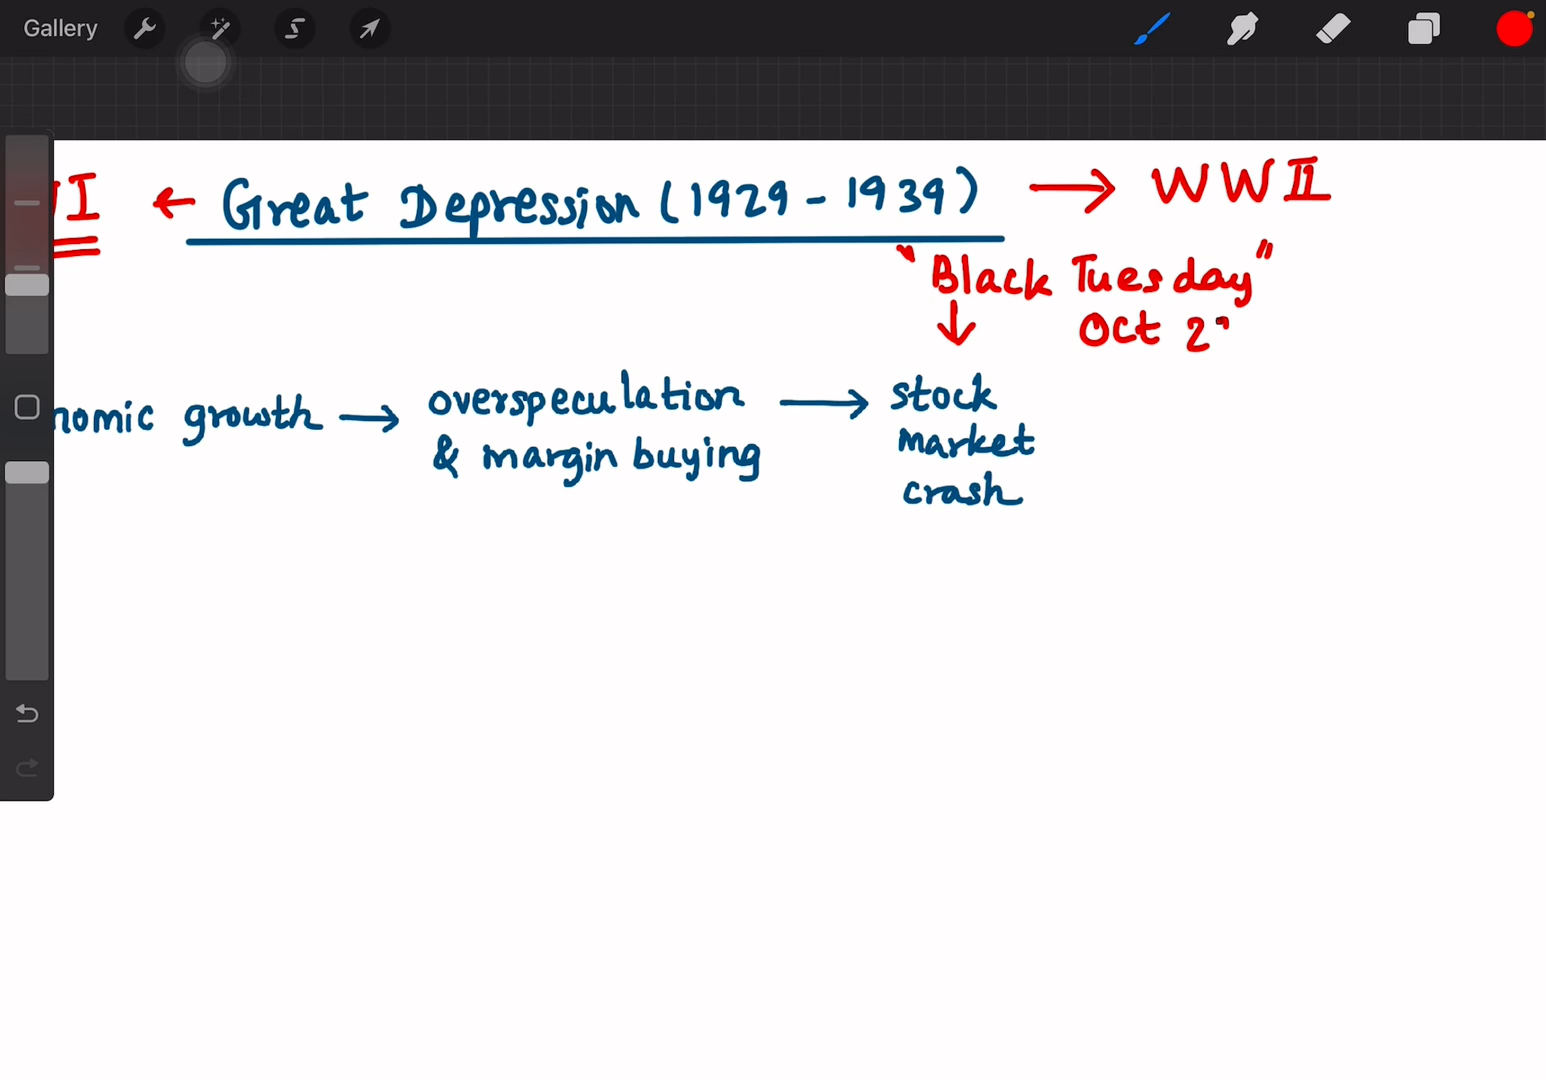 Gallery
I ← Great Depression (1929 - 1939) → WWII
"Black Tuesday"
↓ Oct 2
nomic growth → overspeculation → stock
& margin buying market
crash